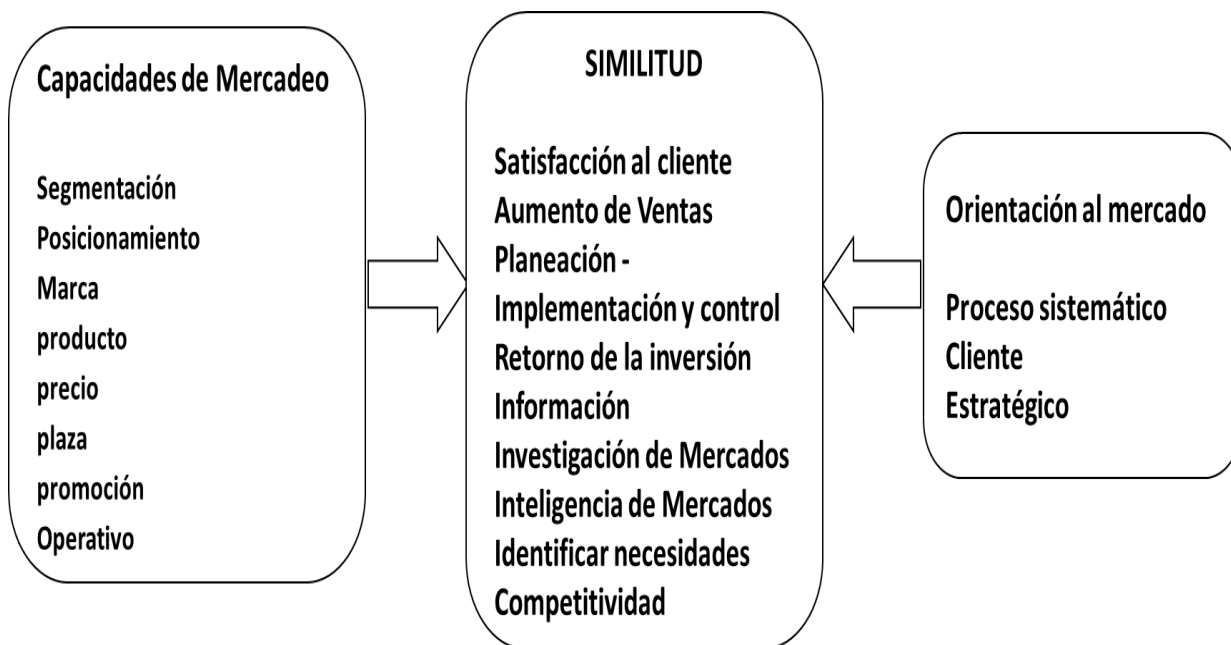 Capacidades de Mercadeo
Segmentación
Posicionamiento
Marca
producto
precio
plaza
promoción
Operativo
SIMILITUD
Satisfacción al cliente
Aumento de Ventas
Planeación -
Implementación y control
Retorno de la inversión
Información
Investigación de Mercados
Inteligencia de Mercados
Identificar necesidades
Competitividad
Orientación al mercado
Proceso sistemático
Cliente
Estratégico